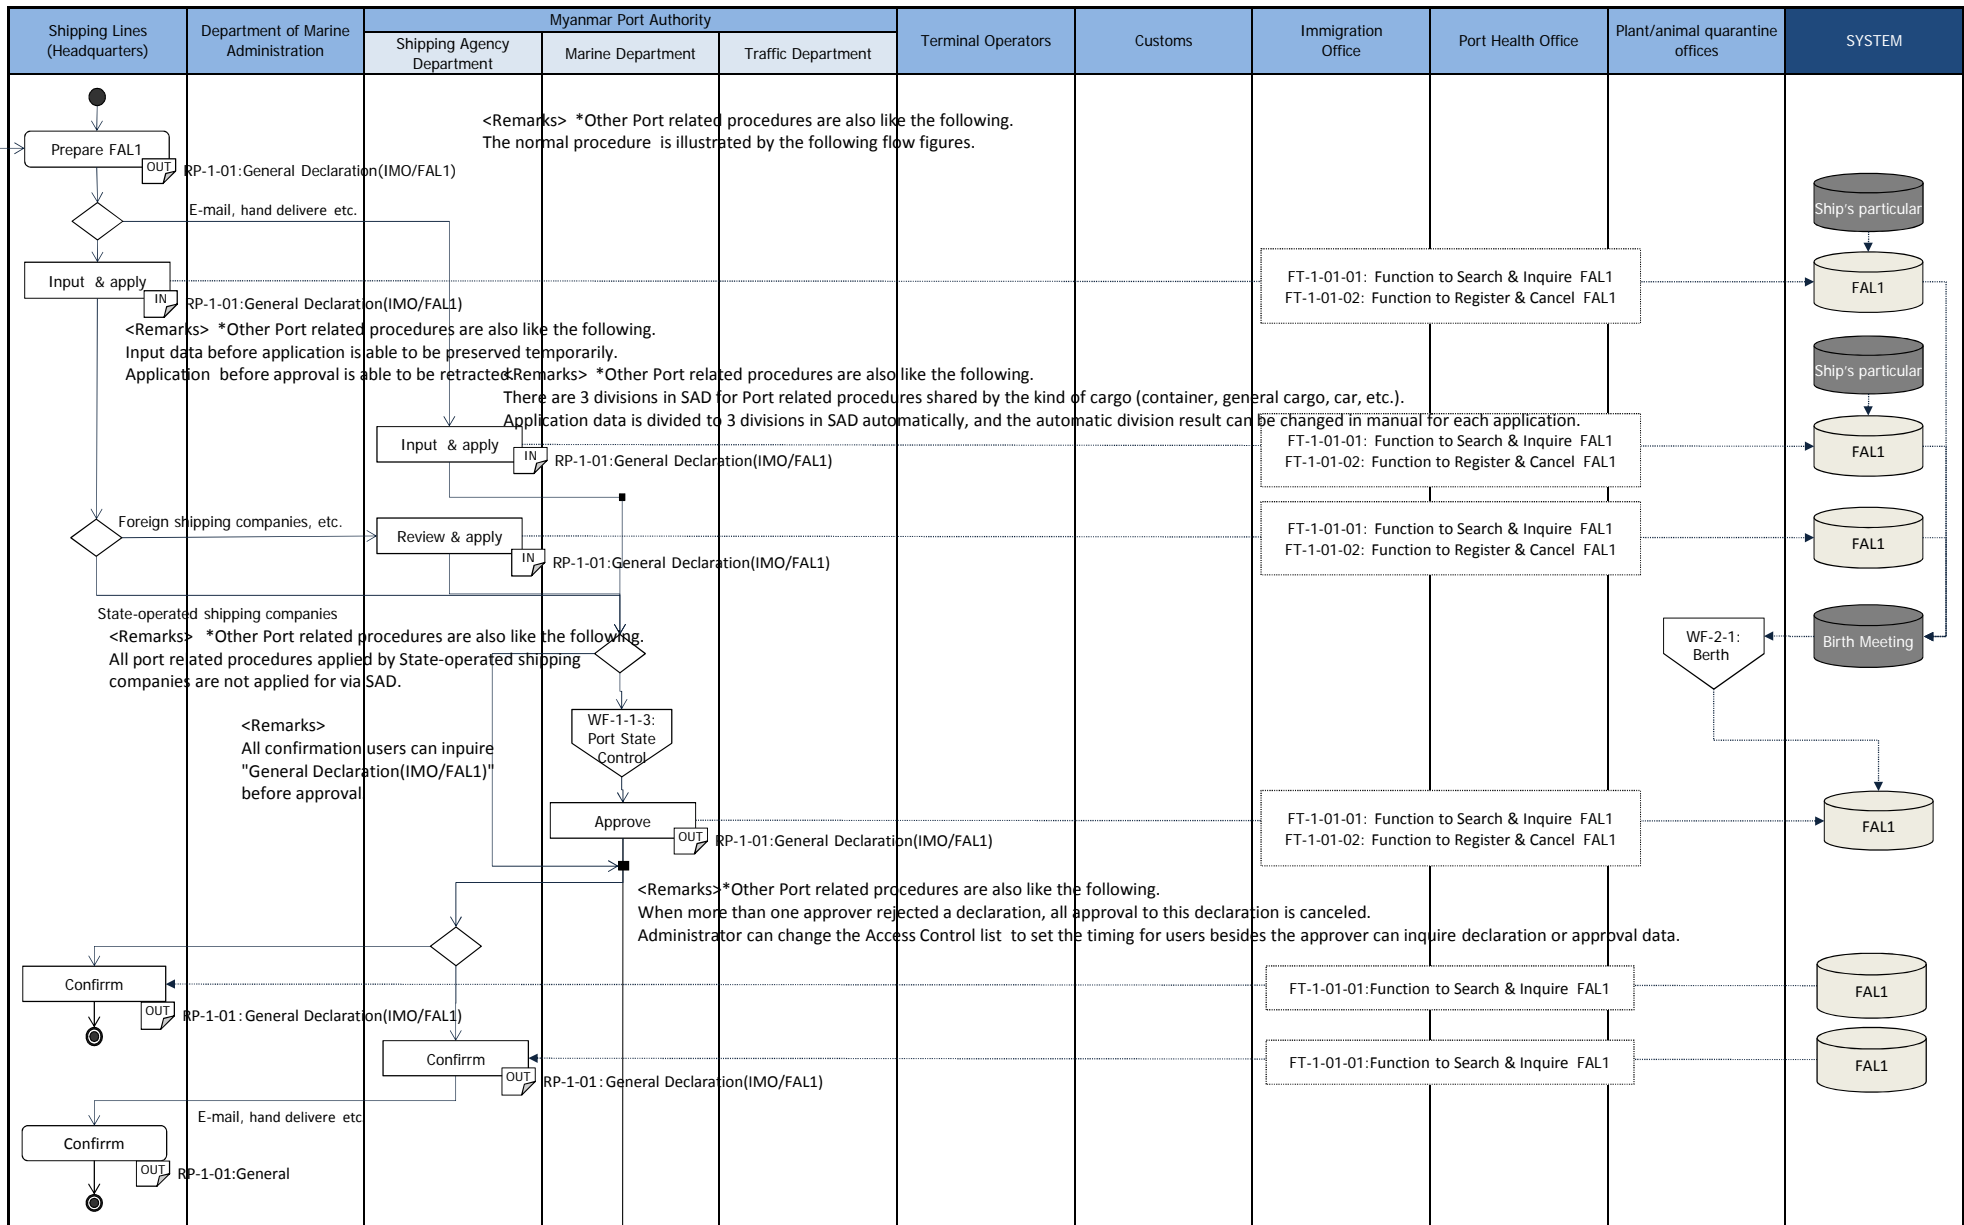 Shipping Lines
(Headquarters)
Department of Marine
Administration
Myanmar Port Authority
Shipping Agency
Department
Marine Department
Traffic Department
Terminal Operators
Customs
Immigration
Office
Port Health Office
Plant/animal quarantine
offices
SYSTEM
<Remarks> *Other Port related procedures are also like the following.
The normal procedure is illustrated by the following flow figures.
Prepare FAL1
OUT
RP-1-01:General Declaration(IMO/FAL1)
E-mail, hand delivere etc.
Ship's particular
Input & apply
IN
RP-1-01:General Declaration(IMO/FAL1)
FT-1-01-01: Function to Search & Inquire FAL1
FT-1-01-02: Function to Register & Cancel FAL1
FAL1
<Remarks> *Other Port related procedures are also like the following.
Input data before application is able to be preserved temporarily.
Application before approval is able to be retracted.
Ship's particular
<Remarks> *Other Port related procedures are also like the following.
There are 3 divisions in SAD for Port related procedures shared by the kind of cargo (container, general cargo, car, etc.).
Application data is divided to 3 divisions in SAD automatically, and the automatic division result can be changed in manual for each application.
Input & apply
IN
RP-1-01:General Declaration(IMO/FAL1)
FT-1-01-01: Function to Search & Inquire FAL1
FT-1-01-02: Function to Register & Cancel FAL1
FAL1
Foreign shipping companies, etc.
Review & apply
IN
RP-1-01:General Declaration(IMO/FAL1)
FT-1-01-01: Function to Search & Inquire FAL1
FT-1-01-02: Function to Register & Cancel FAL1
FAL1
State-operated shipping companies
<Remarks> *Other Port related procedures are also like the following.
All port related procedures applied by State-operated shipping
companies are not applied for via SAD.
WF-2-1:
Berth
Birth Meeting
<Remarks>
All confirmation users can inpuire
"General Declaration(IMO/FAL1)"
before approval
WF-1-1-3:
Port State
Control
Approve
OUT
RP-1-01:General Declaration(IMO/FAL1)
FT-1-01-01: Function to Search & Inquire FAL1
FT-1-01-02: Function to Register & Cancel FAL1
FAL1
<Remarks>*Other Port related procedures are also like the following.
When more than one approver rejected a declaration, all approval to this declaration is canceled.
Administrator can change the Access Control list to set the timing for users besides the approver can inquire declaration or approval data.
Confirrm
OUT
RP-1-01:General Declaration(IMO/FAL1)
FT-1-01-01:Function to Search & Inquire FAL1
FAL1
Confirrm
OUT
RP-1-01:General Declaration(IMO/FAL1)
FT-1-01-01:Function to Search & Inquire FAL1
FAL1
E-mail, hand delivere etc.
Confirrm
OUT
RP-1-01:General